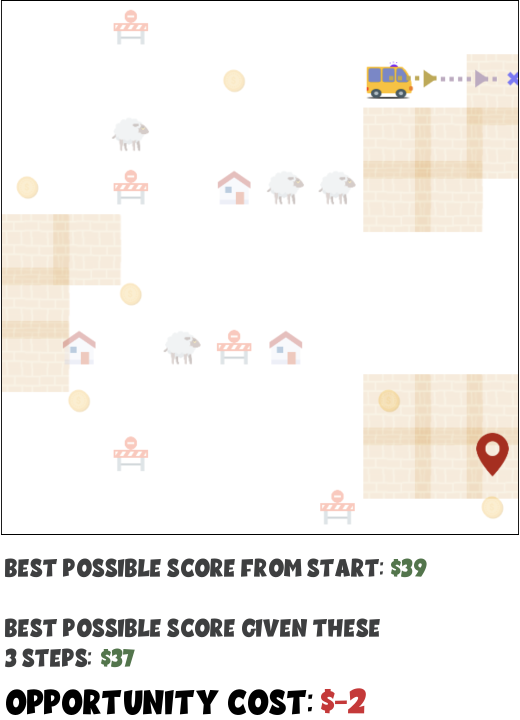 BEST POSSIBLE SCORE FROM START: $39
BEST POSSIBLE SCORE GIVEN THESE
3 STEPS: $37
OPPORTUNITY COST: $-2